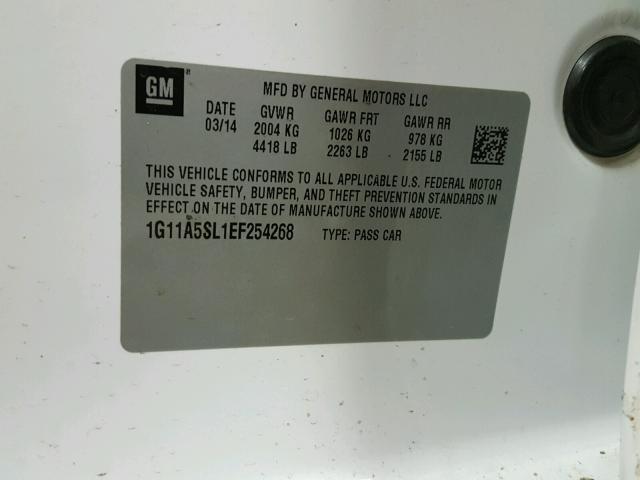 GM
MFD BY GENERAL MOTORS LLC
DATE GVWR GAWR FRT GAWR RR
03/14 2004 KG 1026 KG 978 KG
4418 LB 2263 LB 2155 LB
THIS VEHICLE CONFORMS TO ALL APPLICABLE U.S. FEDERAL MOTOR
VEHICLE SAFETY, BUMPER, AND THEFT PREVENTION STANDARDS IN
EFFECT ON THE DATE OF MANUFACTURE SHOWN ABOVE.
1G11A5SL1EF254268 TYPE: PASS CAR